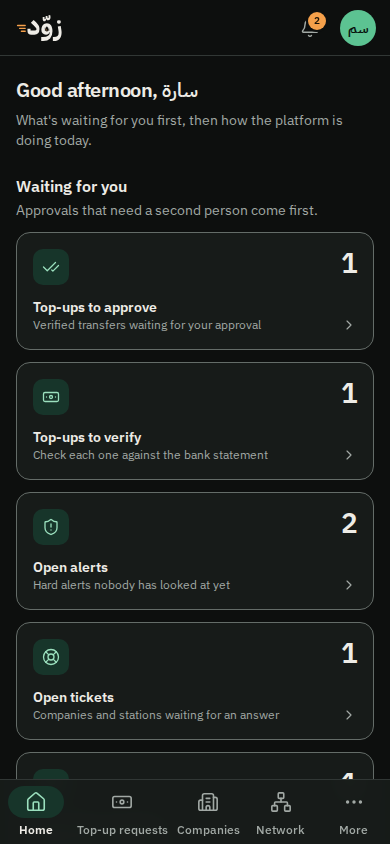 زوّد
2
سم
Good afternoon, سارة
What's waiting for you first, then how the platform is
doing today.
Waiting for you
Approvals that need a second person come first.
1
Top-ups to approve
Verified transfers waiting for your approval
1
Top-ups to verify
Check each one against the bank statement
2
Open alerts
Hard alerts nobody has looked at yet
1
Open tickets
Companies and stations waiting for an answer
Home
Top-up requests
Companies
Network
More